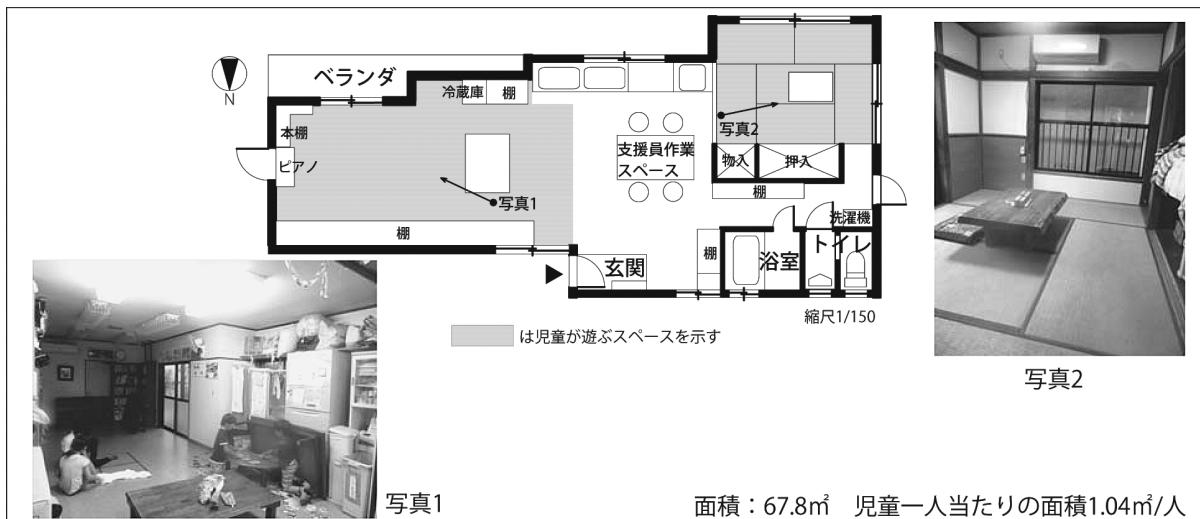 ベランダ
N
冷蔵庫
棚
本棚
ピアノ
写真1
棚
支援員作業
スペース
写真2
物入
押入
棚
洗濯機
トイレ
浴室
棚
玄関
縮尺1/150
は児童が遊ぶスペースを示す
写真1
写真2
面積：67.8㎡ 児童一人当たりの面積1.04㎡/人